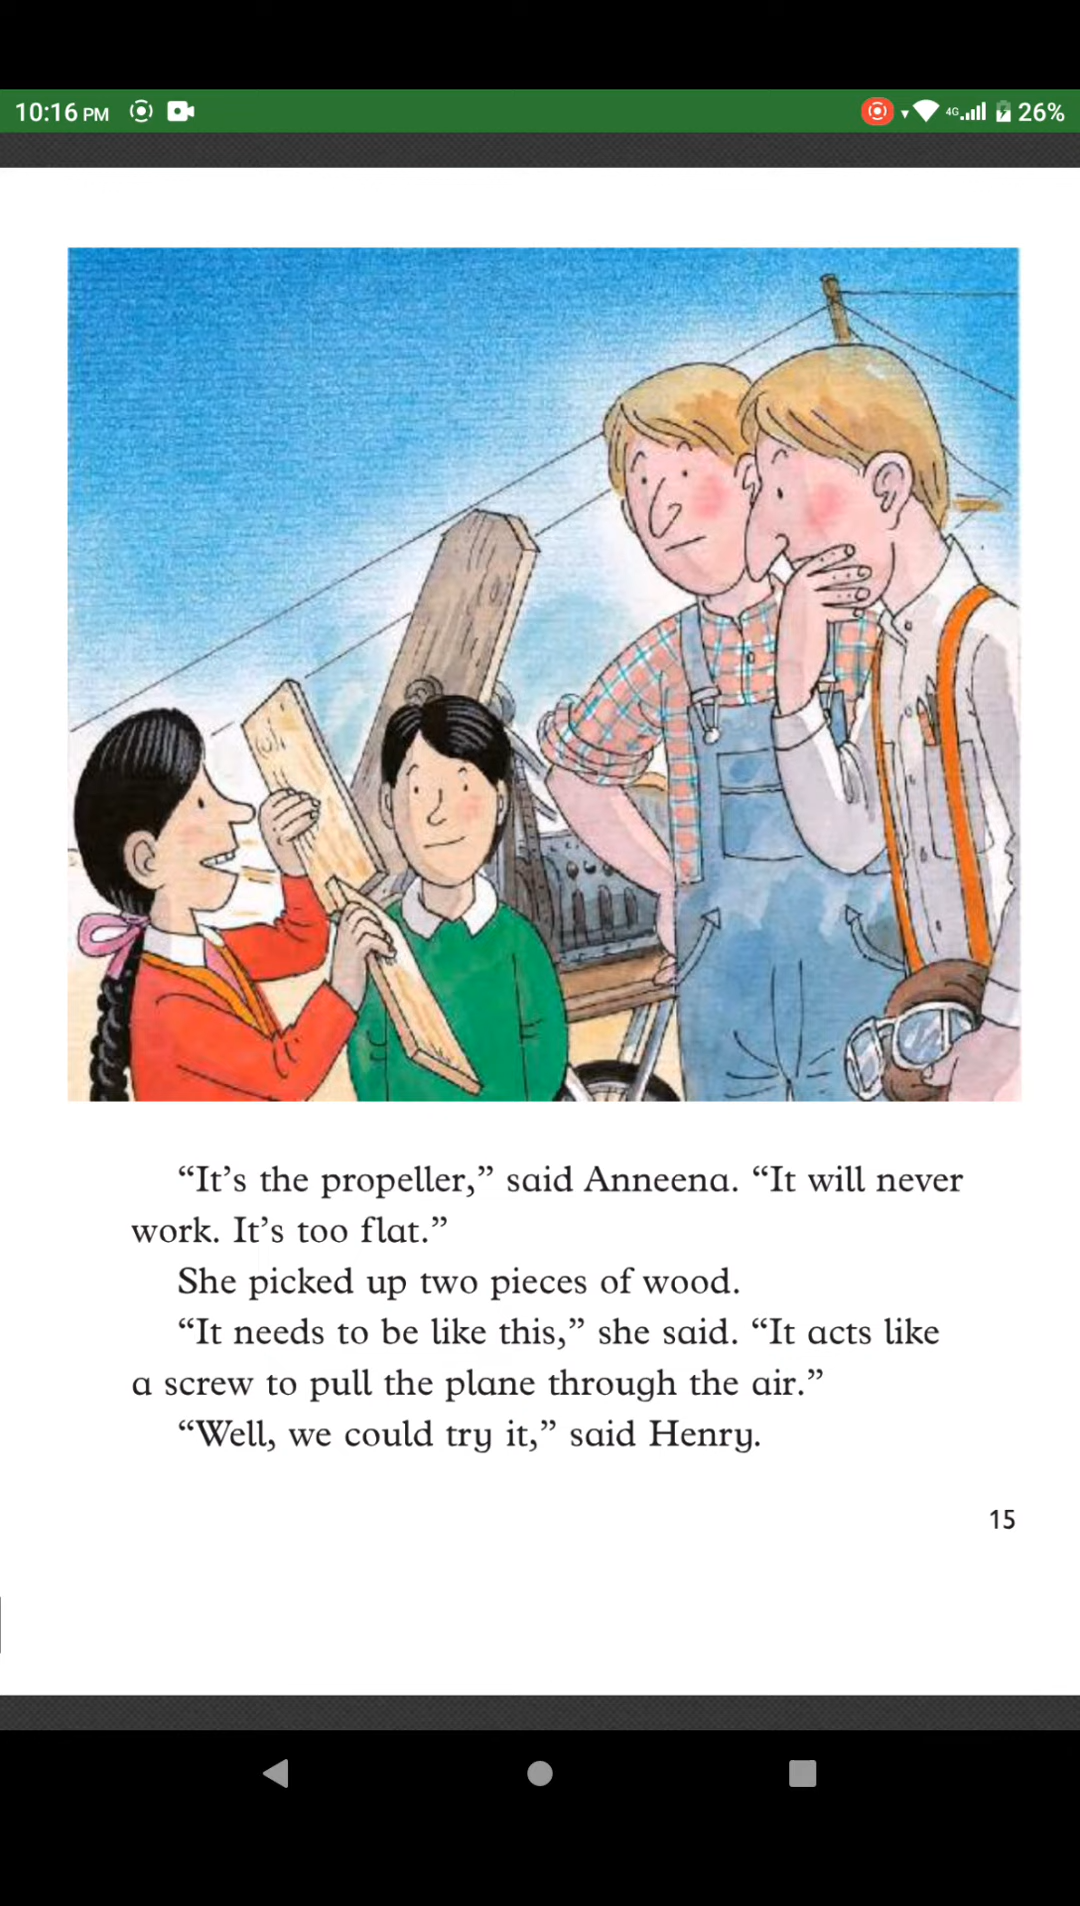 10:16 PM 4G 26%
“It’s the propeller,” said Anneena. “It will never
work. It’s too flat.”
She picked up two pieces of wood.
“It needs to be like this,” she said. “It acts like
a screw to pull the plane through the air.”
“Well, we could try it,” said Henry.
15